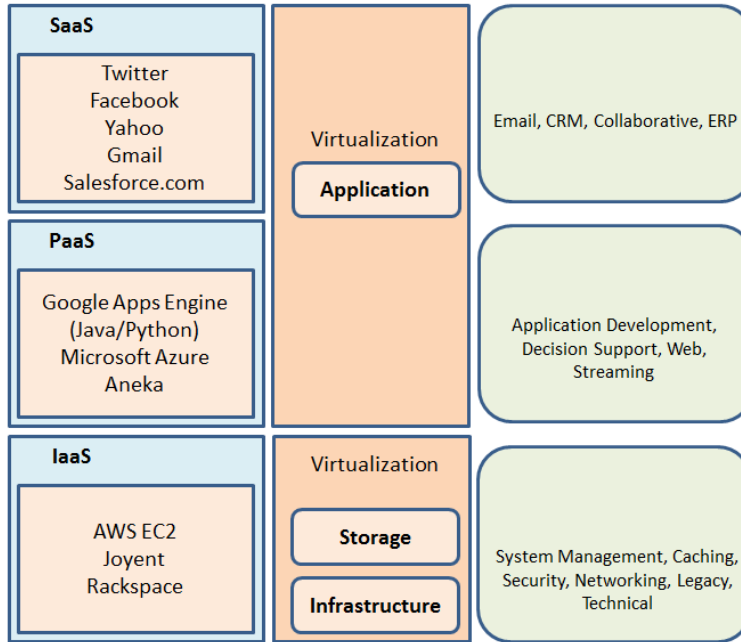 SaaS
Twitter
Facebook
Yahoo
Gmail
Salesforce.com
Virtualization
Application
Email, CRM, Collaborative, ERP
PaaS
Google Apps Engine
(Java/Python)
Microsoft Azure
Aneka
Application Development,
Decision Support, Web,
Streaming
IaaS
AWS EC2
Joyent
Rackspace
Virtualization
Storage
Infrastructure
System Management, Caching,
Security, Networking, Legacy,
Technical